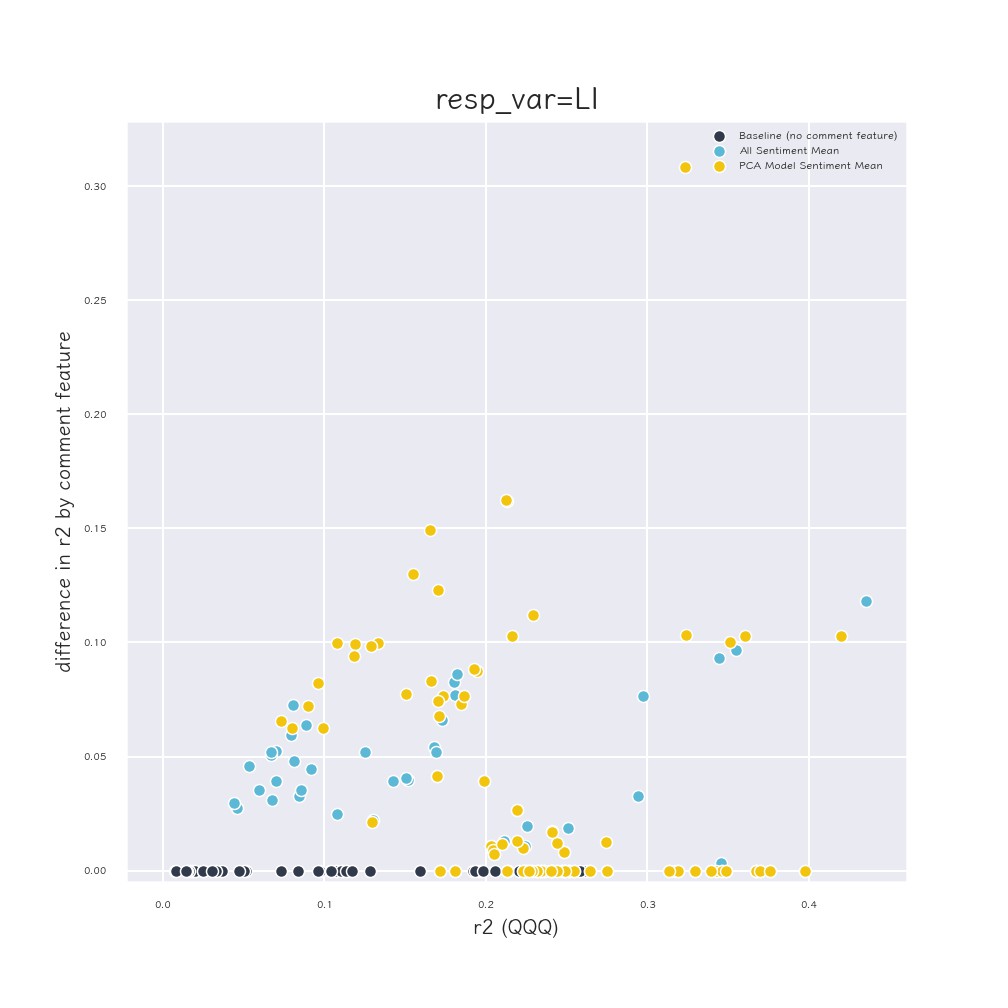 resp_var=LI
Baseline (no comment feature)
All Sentiment Mean
PCA Model Sentiment Mean
difference in r2 by comment feature
0.30
0.25
0.20
0.15
0.10
0.05
0.00
0.0 0.1 0.2 0.3 0.4
r2 (QQQ)